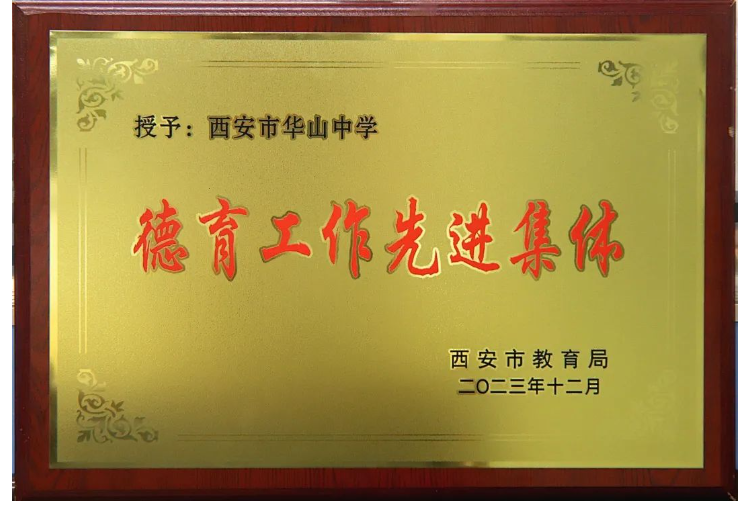 授予：西安市华山中学
德育工作先进集体
西安市教育局
二〇二三年十二月